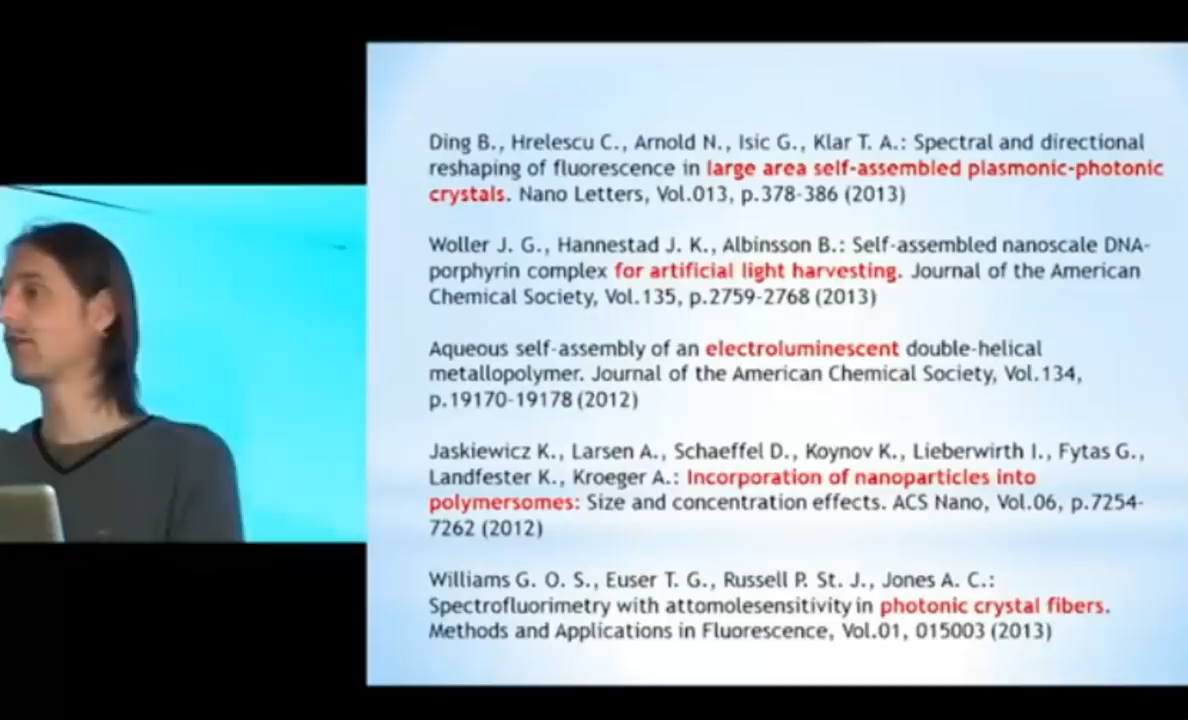 Ding B., Hrelescu C., Arnold N., Isic G., Klar T. A.: Spectral and directional
reshaping of fluorescence in large area self-assembled plasmonic-photonic
crystals. Nano Letters, Vol.013, p.378-386 (2013)
Woller J. G., Hannestad J. K., Albinsson B.: Self-assembled nanoscale DNA-
porphyrin complex for artificial light harvesting. Journal of the American
Chemical Society, Vol.135, p.2759-2768 (2013)
Aqueous self-assembly of an electroluminescent double-helical
metallopolymer. Journal of the American Chemical Society, Vol.134,
p.19170-19178 (2012)
Jaskiewicz K., Larsen A., Schaeffel D., Koynov K., Lieberwirth I., Fytas G.,
Landfester K., Kroeger A.: Incorporation of nanoparticles into
polymersomes: Size and concentration effects. ACS Nano, Vol.06, p.7254-
7262 (2012)
Williams G. O. S., Euser T. G., Russell P. St. J., Jones A. C.:
Spectrofluorimetry with attomolesensitivity in photonic crystal fibers.
Methods and Applications in Fluorescence, Vol.01, 015003 (2013)